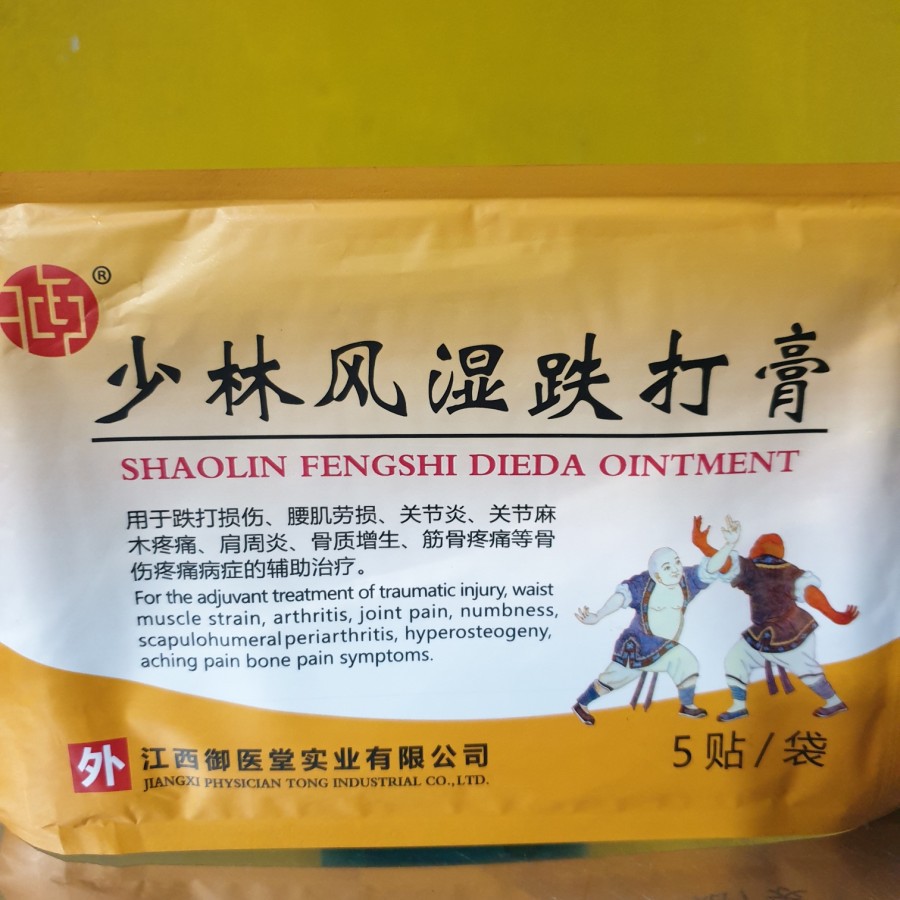 ®
少林风湿跌打膏
SHAOLIN FENGSHI DIEDA OINTMENT
用于跌打损伤、腰肌劳损、关节炎、关节麻
木疼痛、肩周炎、骨质增生、筋骨疼痛等骨
伤疼痛病症的辅助治疗。
For the adjuvant treatment of traumatic injury, waist
muscle strain, arthritis, joint pain, numbness,
scapulohumeral periarthritis, hyperosteogeny,
aching pain bone pain symptoms.
外
江西御医堂实业有限公司
JIANGXI PHYSICIAN TONG INDUSTRIAL CO., LTD.
5贴/袋